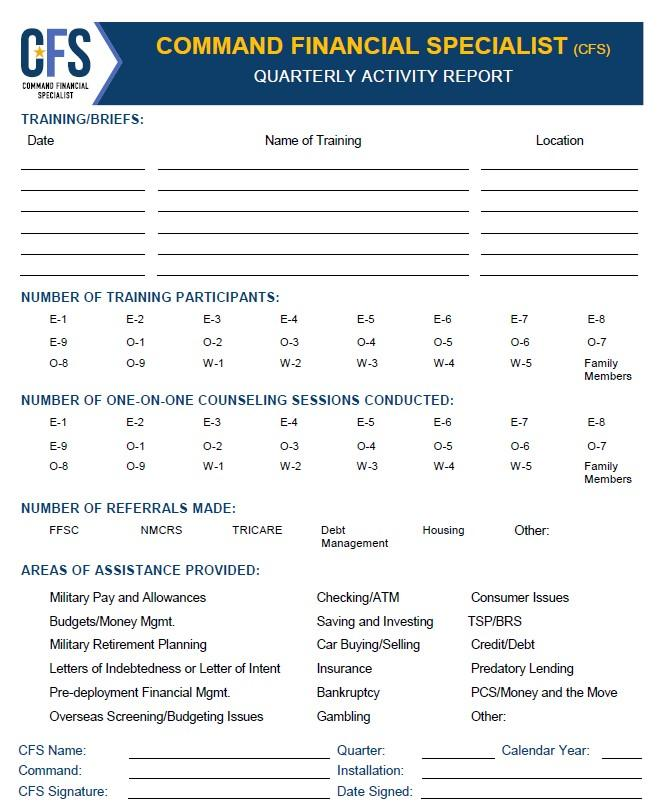 CFS
COMMAND FINANCIAL
SPECIALIST
COMMAND FINANCIAL SPECIALIST (CFS)
QUARTERLY ACTIVITY REPORT
TRAINING/BRIEFS:
Date Name of Training Location
NUMBER OF TRAINING PARTICIPANTS:
E-1 E-2 E-3 E-4 E-5 E-6 E-7 E-8
E-9 O-1 O-2 O-3 O-4 O-5 O-6 O-7
O-8 O-9 W-1 W-2 W-3 W-4 W-5 Family
Members
NUMBER OF ONE-ON-ONE COUNSELING SESSIONS CONDUCTED:
E-1 E-2 E-3 E-4 E-5 E-6 E-7 E-8
E-9 O-1 O-2 O-3 O-4 O-5 O-6 O-7
O-8 O-9 W-1 W-2 W-3 W-4 W-5 Family
Members
NUMBER OF REFERRALS MADE:
FFSC NMCRS TRICARE Debt Housing Other:
Management
AREAS OF ASSISTANCE PROVIDED:
Military Pay and Allowances Checking/ATM Consumer Issues
Budgets/Money Mgmt. Saving and Investing TSP/BRS
Military Retirement Planning Car Buying/Selling Credit/Debt
Letters of Indebtedness or Letter of Intent Insurance Predatory Lending
Pre-deployment Financial Mgmt. Bankruptcy PCS/Money and the Move
Overseas Screening/Budgeting Issues Gambling Other:
CFS Name: Quarter: Calendar Year:
Command: Installation:
CFS Signature: Date Signed: